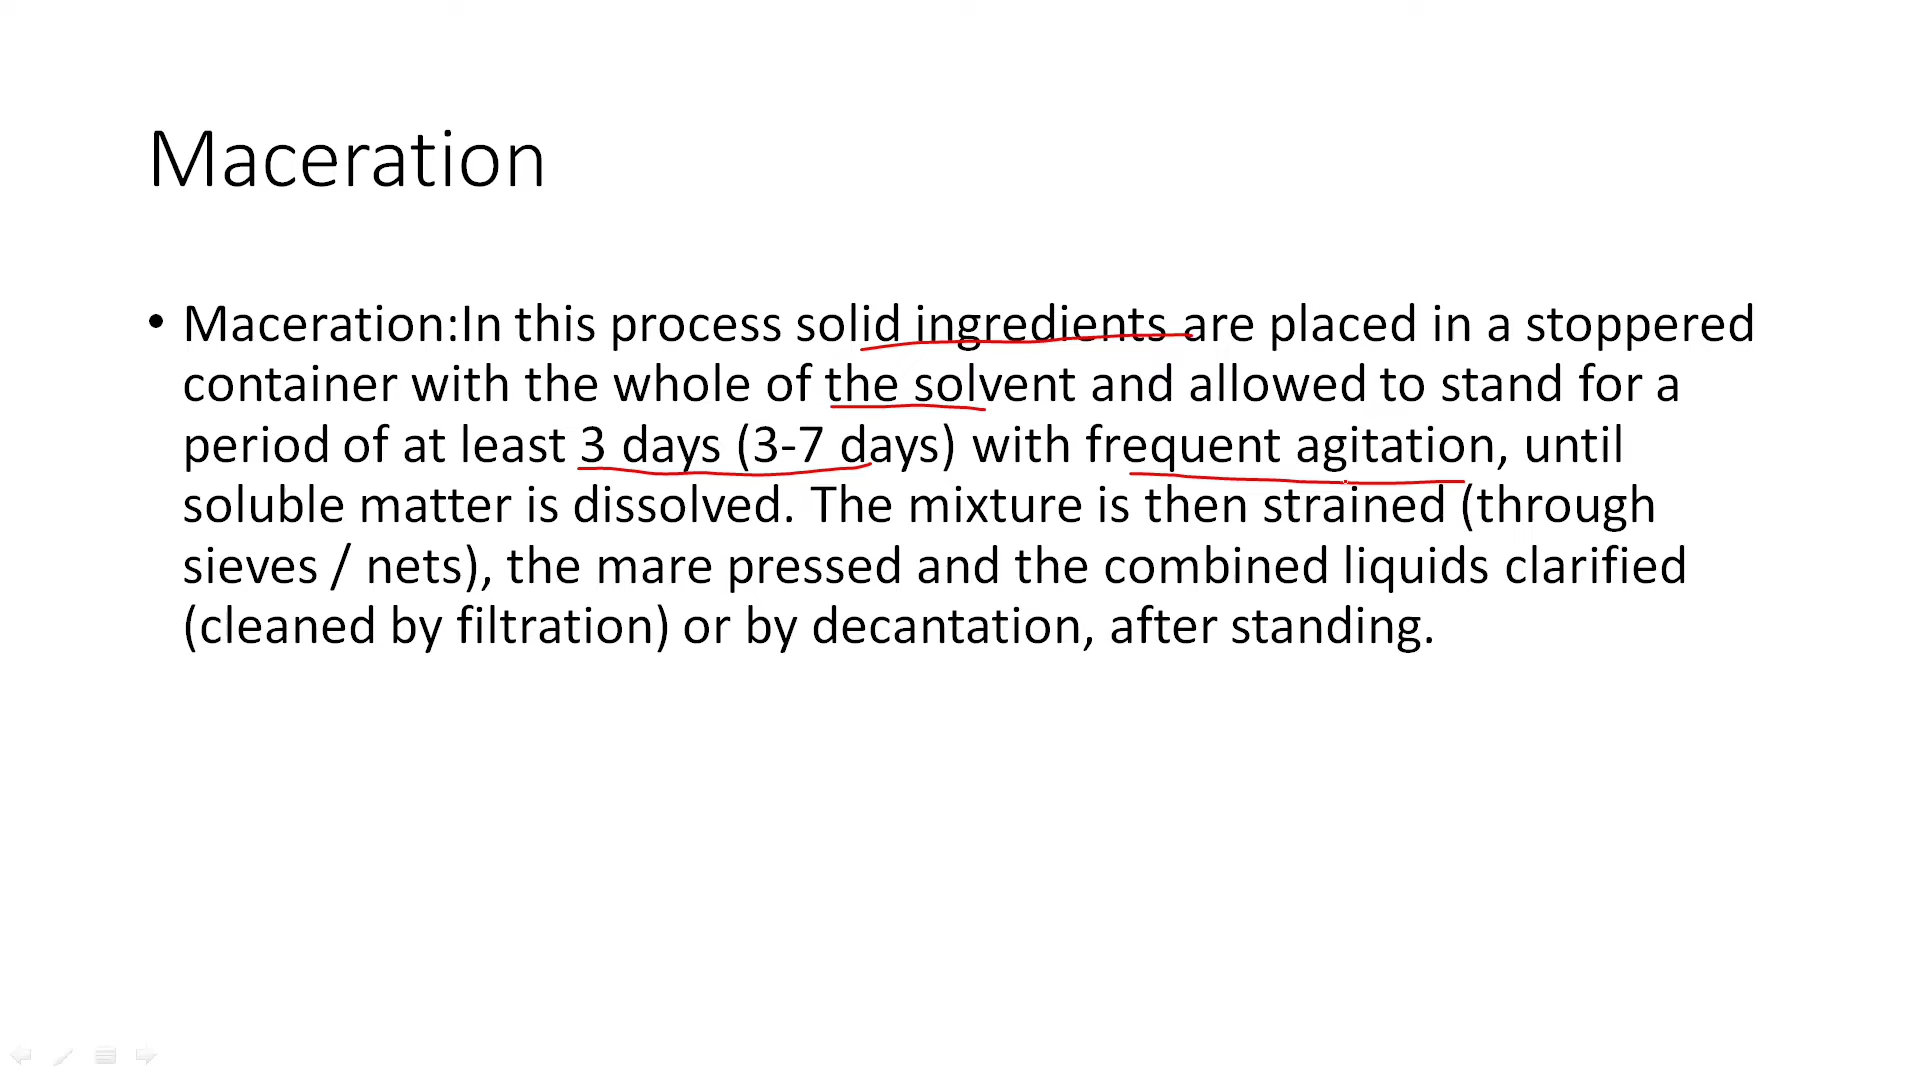 Maceration
• Maceration:In this process solid ingredients are placed in a stoppered
container with the whole of the solvent and allowed to stand for a
period of at least 3 days (3-7 days) with frequent agitation, until
soluble matter is dissolved. The mixture is then strained (through
sieves / nets), the mare pressed and the combined liquids clarified
(cleaned by filtration) or by decantation, after standing.